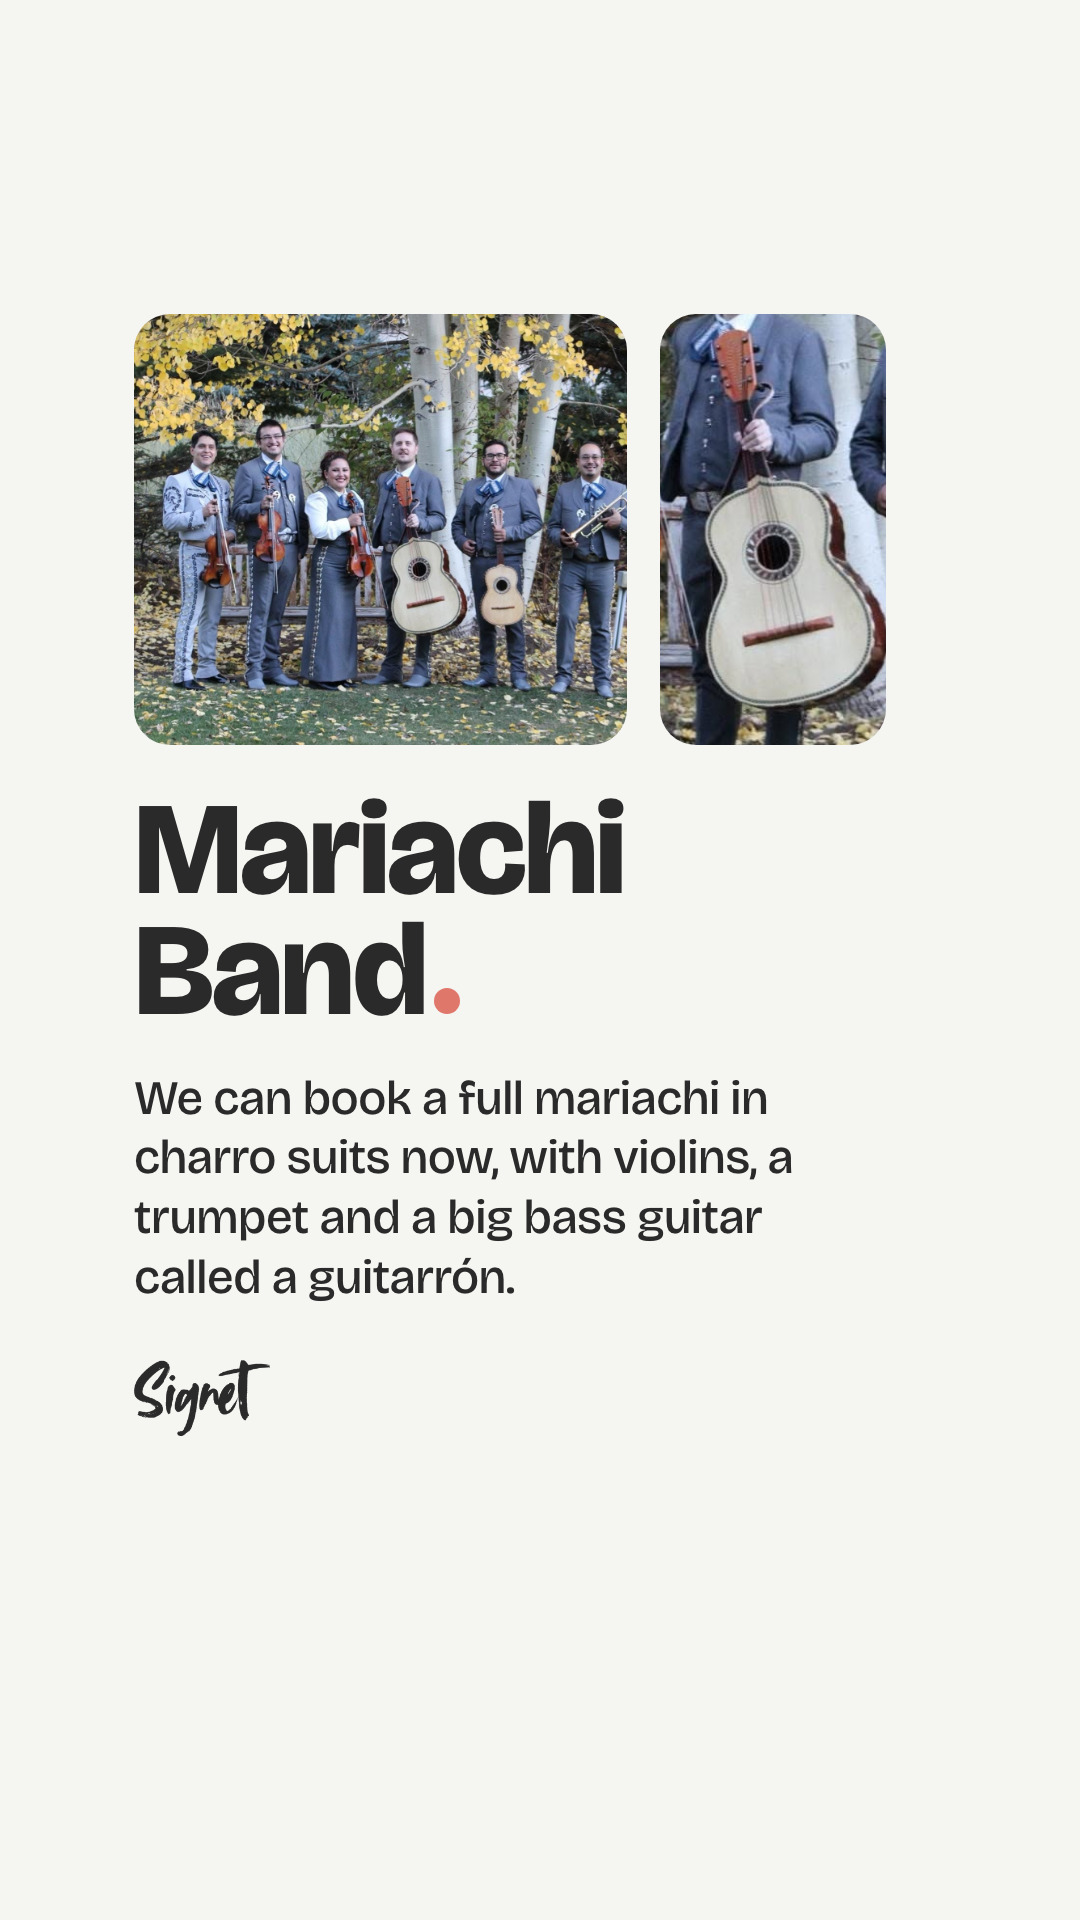 Mariachi
Band.
We can book a full mariachi in
charro suits now, with violins, a
trumpet and a big bass guitar
called a guitarrón.
Signet